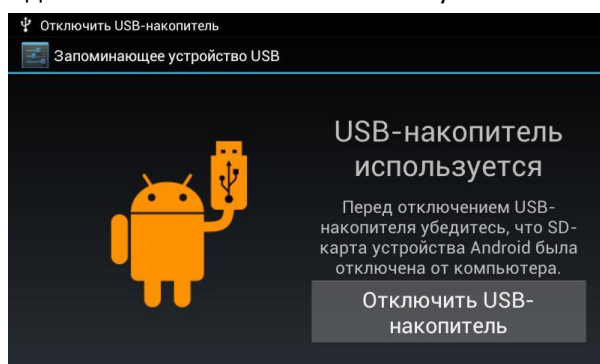 Отключить USB-накопитель
Запоминающее устройство USB
USB-накопитель
используется
Перед отключением USB-
накопителя убедитесь, что SD-
карта устройства Android была
отключена от компьютера.
Отключить USB-
накопитель